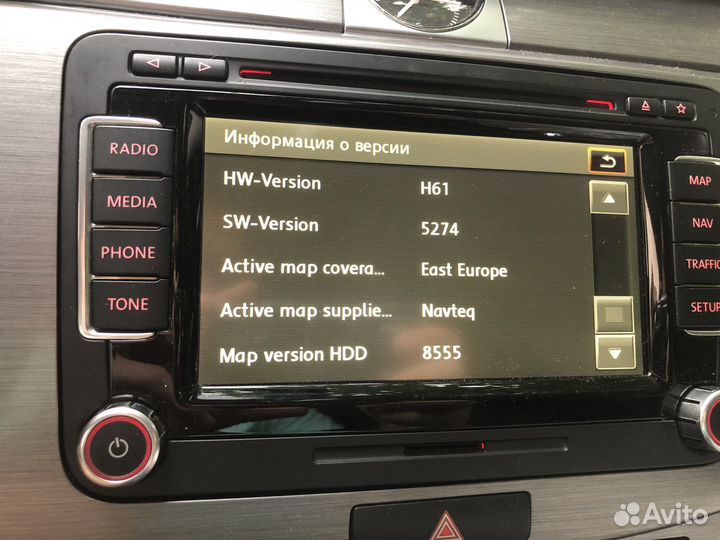 Информация о версии
HW-Version H61
SW-Version 5274
Active map covera... East Europe
Active map supplie... Navteq
Map version HDD 8555
RADIO
MEDIA
PHONE
TONE
MAP
NAV
TRAFFIC
SETUP
Avito